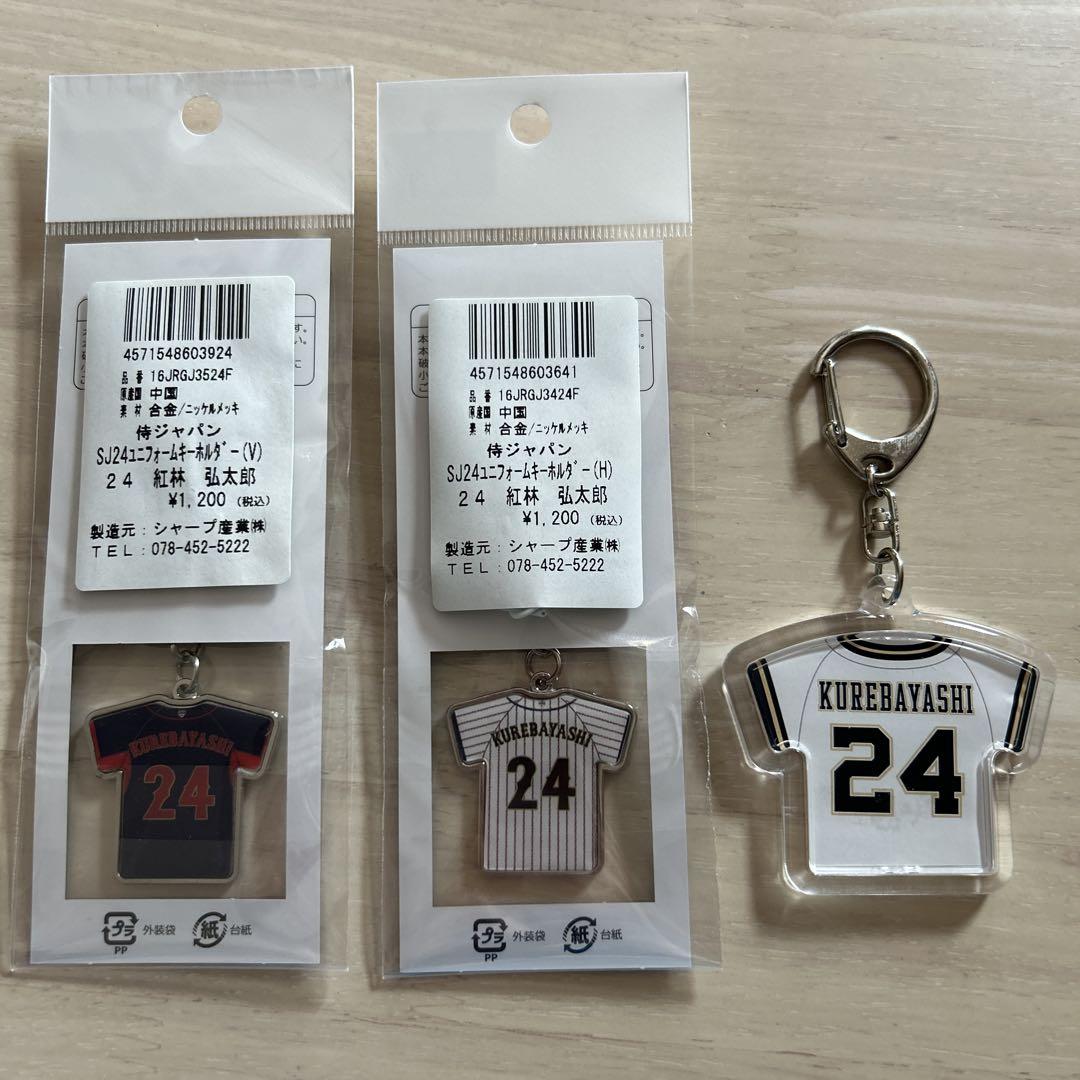 4571548603924
品 番 16JRGJ3524F
原産国 中国
素 材 合金/ニッケルメッキ
侍ジャパン
SJ24ユニフォームキーホルダー(V)
24 紅林 弘太郎
¥1,200 (税込)
製造元:シャープ産業㈱
TEL:078-452-5222
KUREBAYASHI
24
プラ
PP
外装袋
紙
台紙
4571548603641
品 番 16JRGJ3424F
原産国 中国
素 材 合金/ニッケルメッキ
侍ジャパン
SJ24ユニフォームキーホルダー(H)
24 紅林 弘太郎
¥1,200 (税込)
製造元:シャープ産業㈱
TEL:078-452-5222
KUREBAYASHI
24
プラ
PP
外装袋
紙
台紙
KUREBAYASHI
24